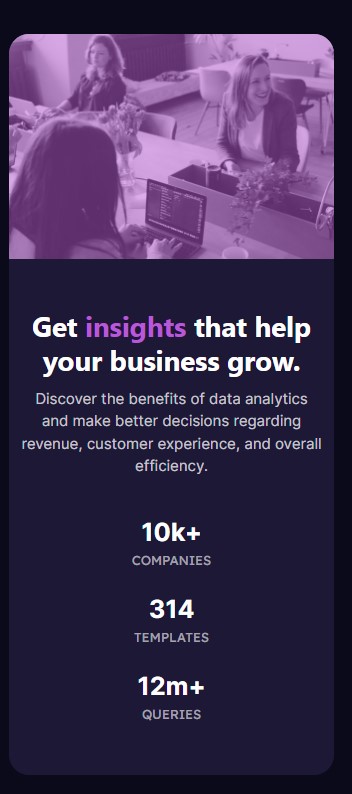 Get insights that help
your business grow.
Discover the benefits of data analytics
and make better decisions regarding
revenue, customer experience, and overall
efficiency.
10k+
COMPANIES
314
TEMPLATES
12m+
QUERIES